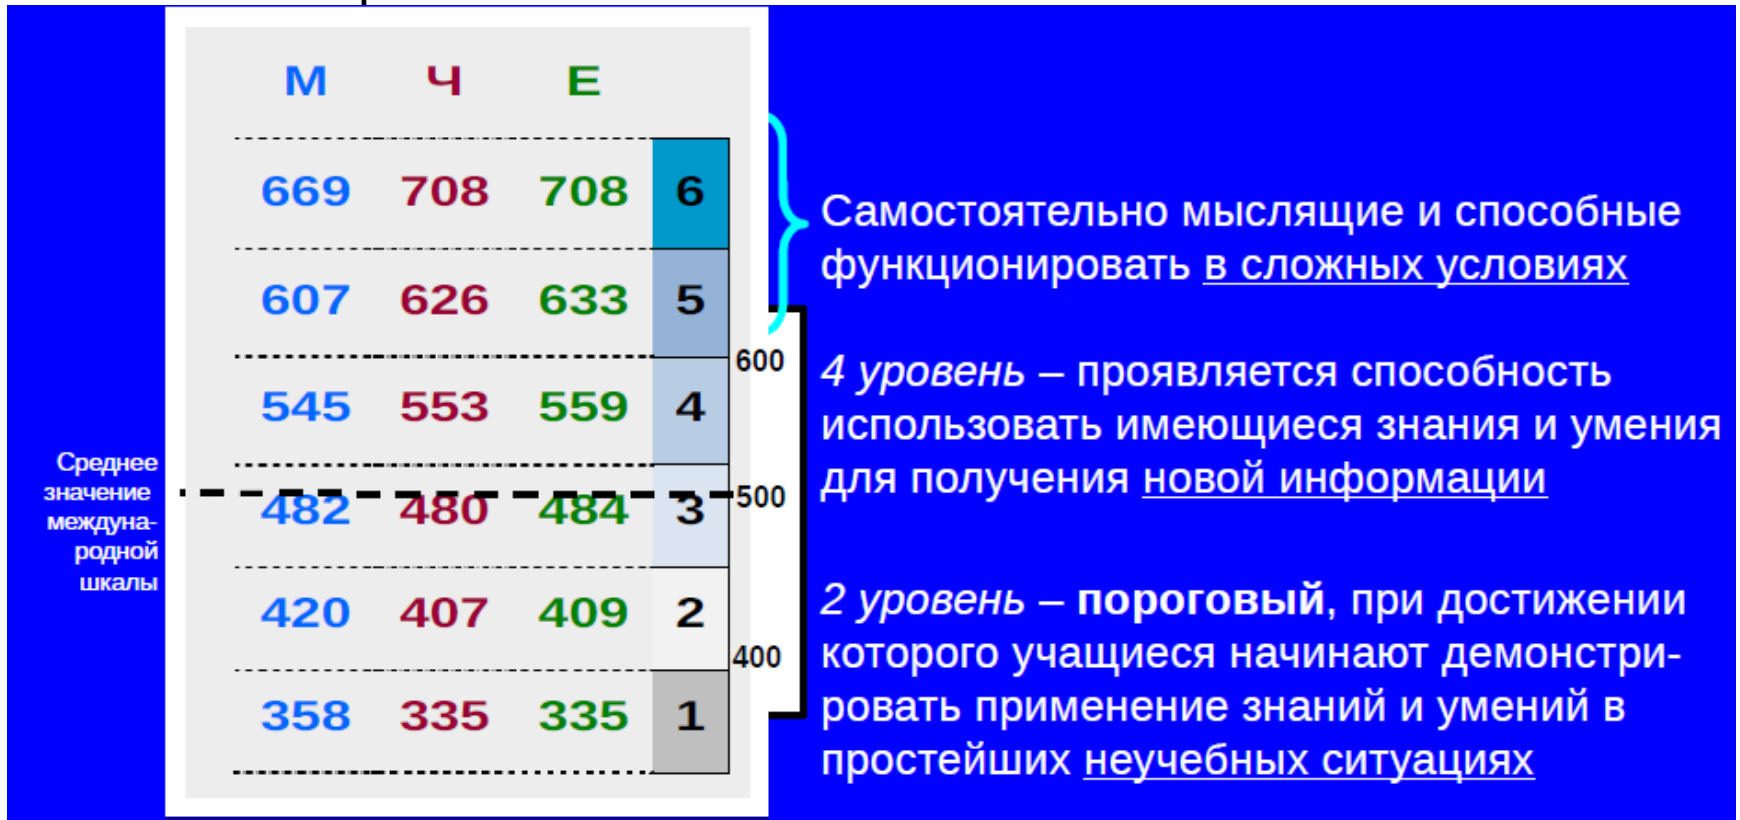 М Ч Е
669 708 708 6
607 626 633 5
600
545 553 559 4
500
482 480 484 3
420 407 409 2
400
358 335 335 1
Среднее
значение
междуна-
родной
шкалы
Самостоятельно мыслящие и способные
функционировать в сложных условиях
4 уровень – проявляется способность
использовать имеющиеся знания и умения
для получения новой информации
2 уровень – пороговый, при достижении
которого учащиеся начинают демонстри-
ровать применение знаний и умений в
простейших неучебных ситуациях